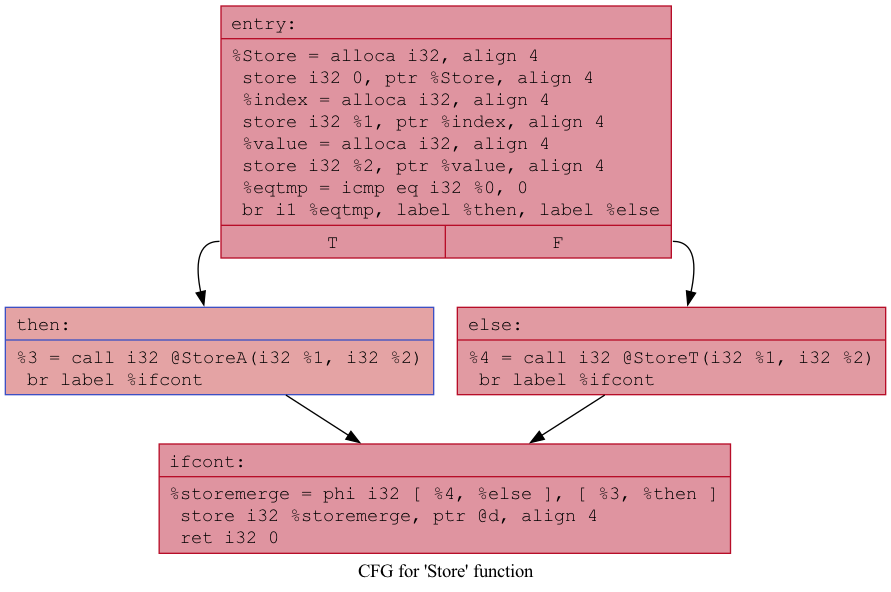 entry:
%Store = alloca i32, align 4
store i32 0, ptr %Store, align 4
%index = alloca i32, align 4
store i32 %1, ptr %index, align 4
%value = alloca i32, align 4
store i32 %2, ptr %value, align 4
%eqtmp = icmp eq i32 %0, 0
br i1 %eqtmp, label %then, label %else
T
F
then:
%3 = call i32 @StoreA(i32 %1, i32 %2)
br label %ifcont
else:
%4 = call i32 @StoreT(i32 %1, i32 %2)
br label %ifcont
ifcont:
%storemerge = phi i32 [ %4, %else ], [ %3, %then ]
store i32 %storemerge, ptr @d, align 4
ret i32 0
CFG for 'Store' function